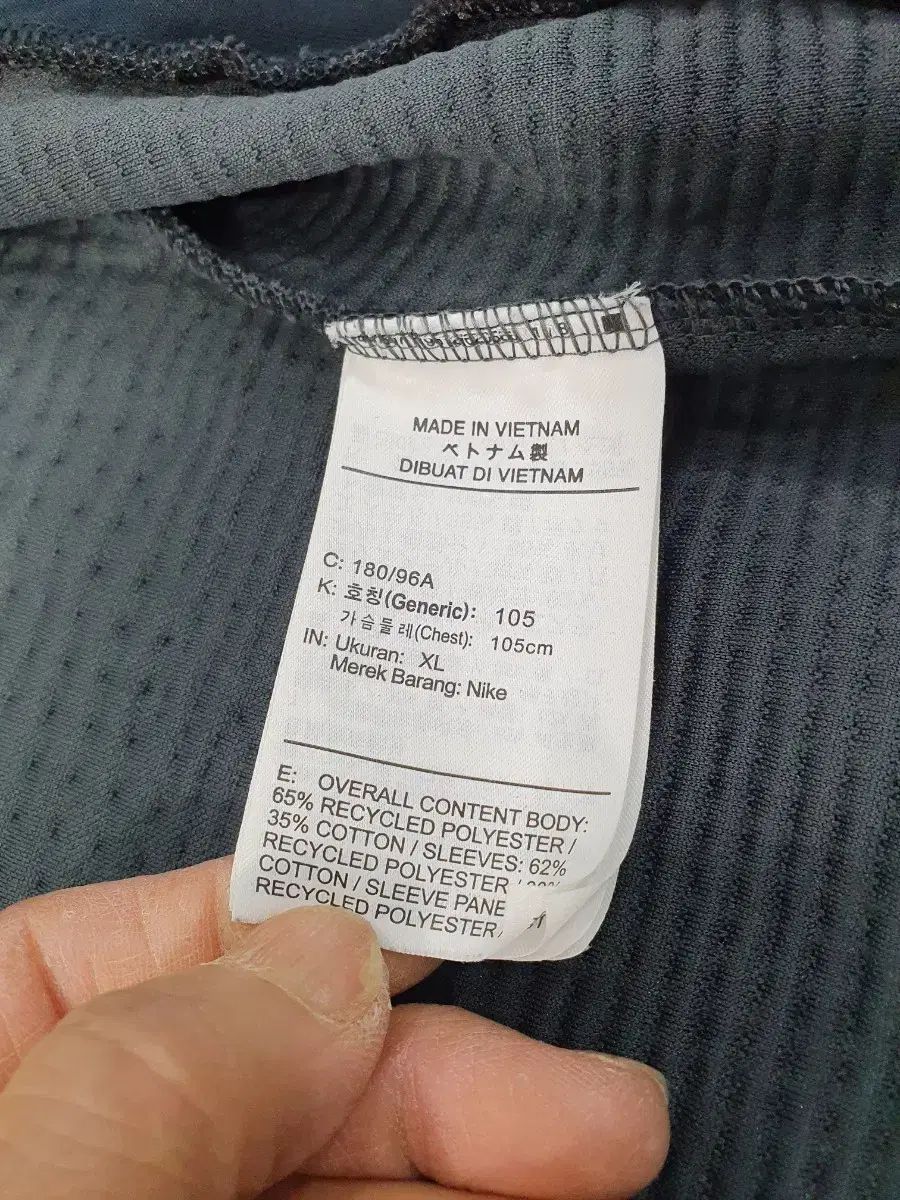 MADE IN VIETNAM
ベトナム製
DIBUAT DI VIETNAM
C: 180/96A
K: 호칭(Generic): 105
가슴둘레(Chest): 105cm
IN: Ukuran: XL
Merek Barang: Nike
E: OVERALL CONTENT BODY:
65% RECYCLED POLYESTER /
35% COTTON / SLEEVES: 62%
RECYCLED POLYESTER /
COTTON / SLEEVE PANE
RECYCLED POLYESTER